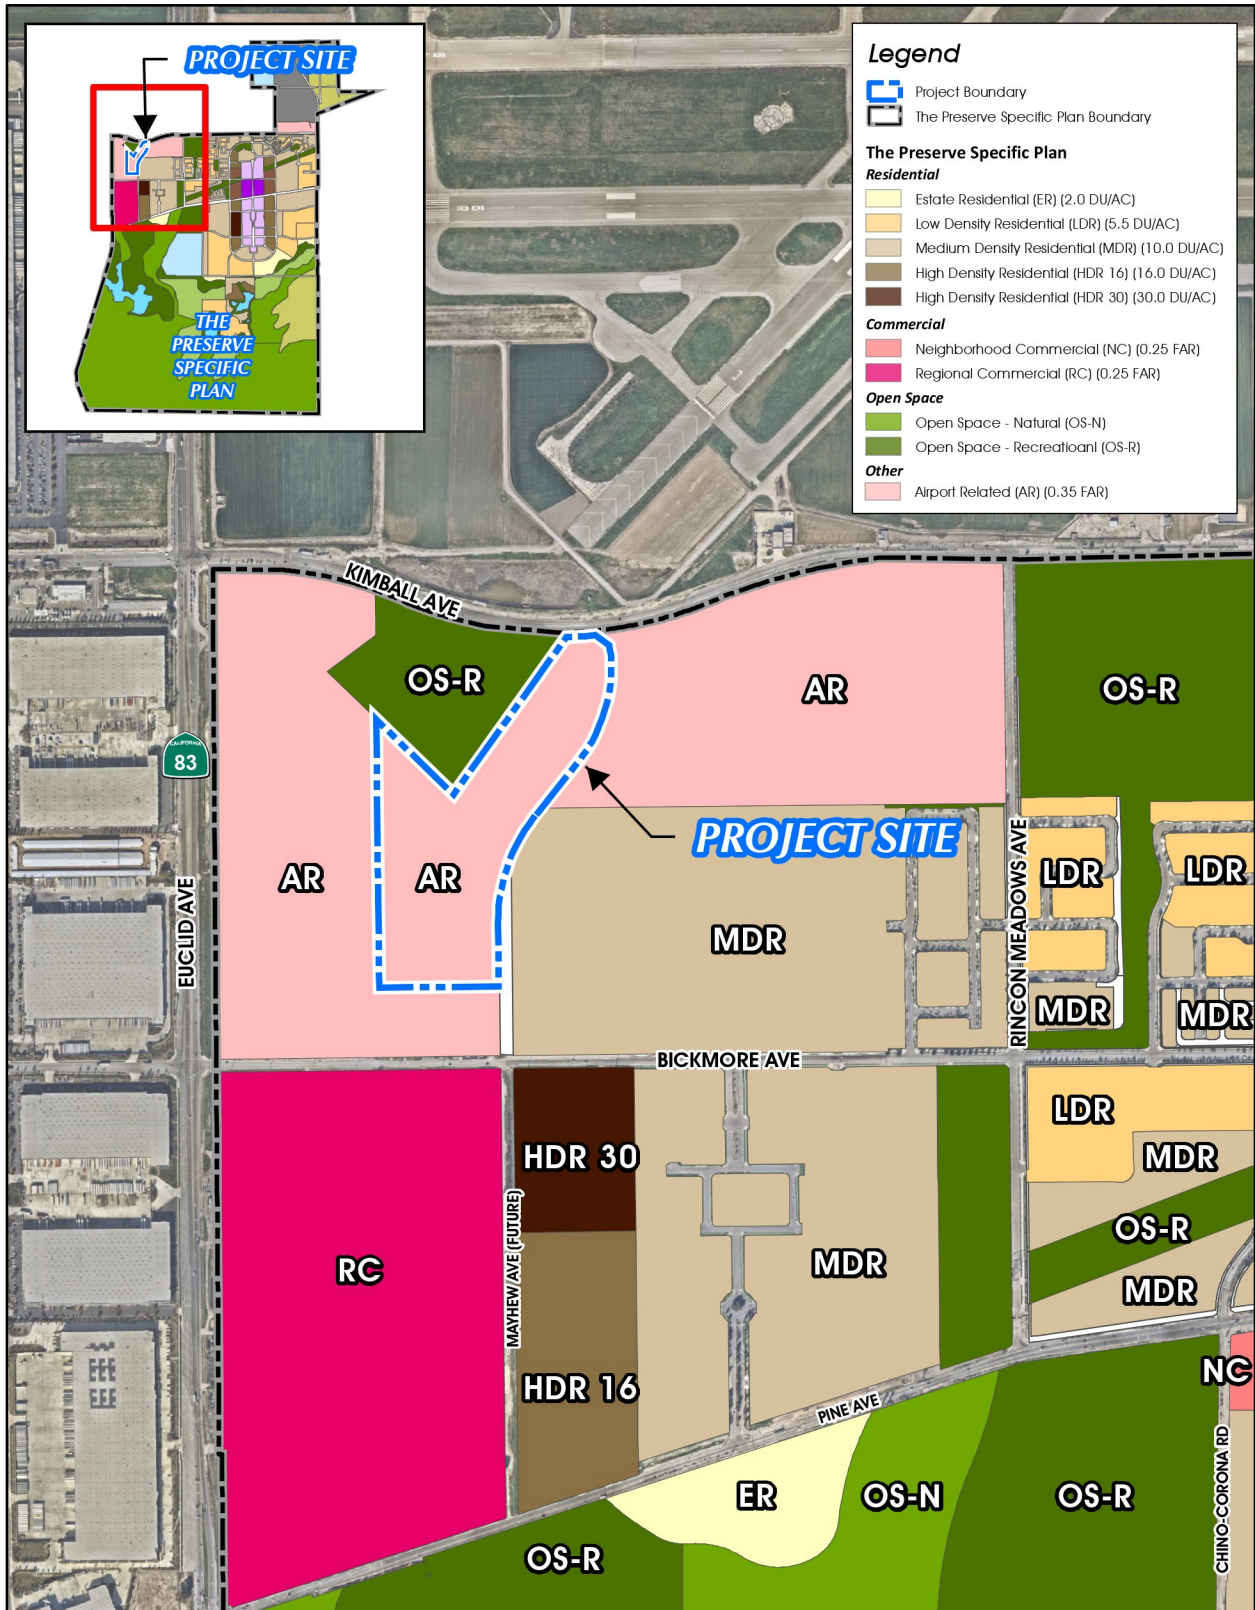 PROJECT SITE
THE
PRESERVE
SPECIFIC
PLAN
Legend
Project Boundary
The Preserve Specific Plan Boundary
The Preserve Specific Plan
Residential
Estate Residential (ER) (2.0 DU/AC)
Low Density Residential (LDR) (5.5 DU/AC)
Medium Density Residential (MDR) (10.0 DU/AC)
High Density Residential (HDR 16) (16.0 DU/AC)
High Density Residential (HDR 30) (30.0 DU/AC)
Commercial
Neighborhood Commercial (NC) (0.25 FAR)
Regional Commercial (RC) (0.25 FAR)
Open Space
Open Space - Natural (OS-N)
Open Space - Recreatioanl (OS-R)
Other
Airport Related (AR) (0.35 FAR)
KIMBALL AVE
OS-R
AR
OS-R
CALIFORNIA
83
PROJECT SITE
AR
AR
MDR
LDR
LDR
EUCLID AVE
RINCON MEADOWS AVE
MDR
MDR
BICKMORE AVE
LDR
HDR 30
MDR
MAYHEW AVE (FUTURE)
OS-R
RC
MDR
MDR
HDR 16
NC
PINE AVE
ER
OS-N
OS-R
CHINO-CORONA RD
OS-R